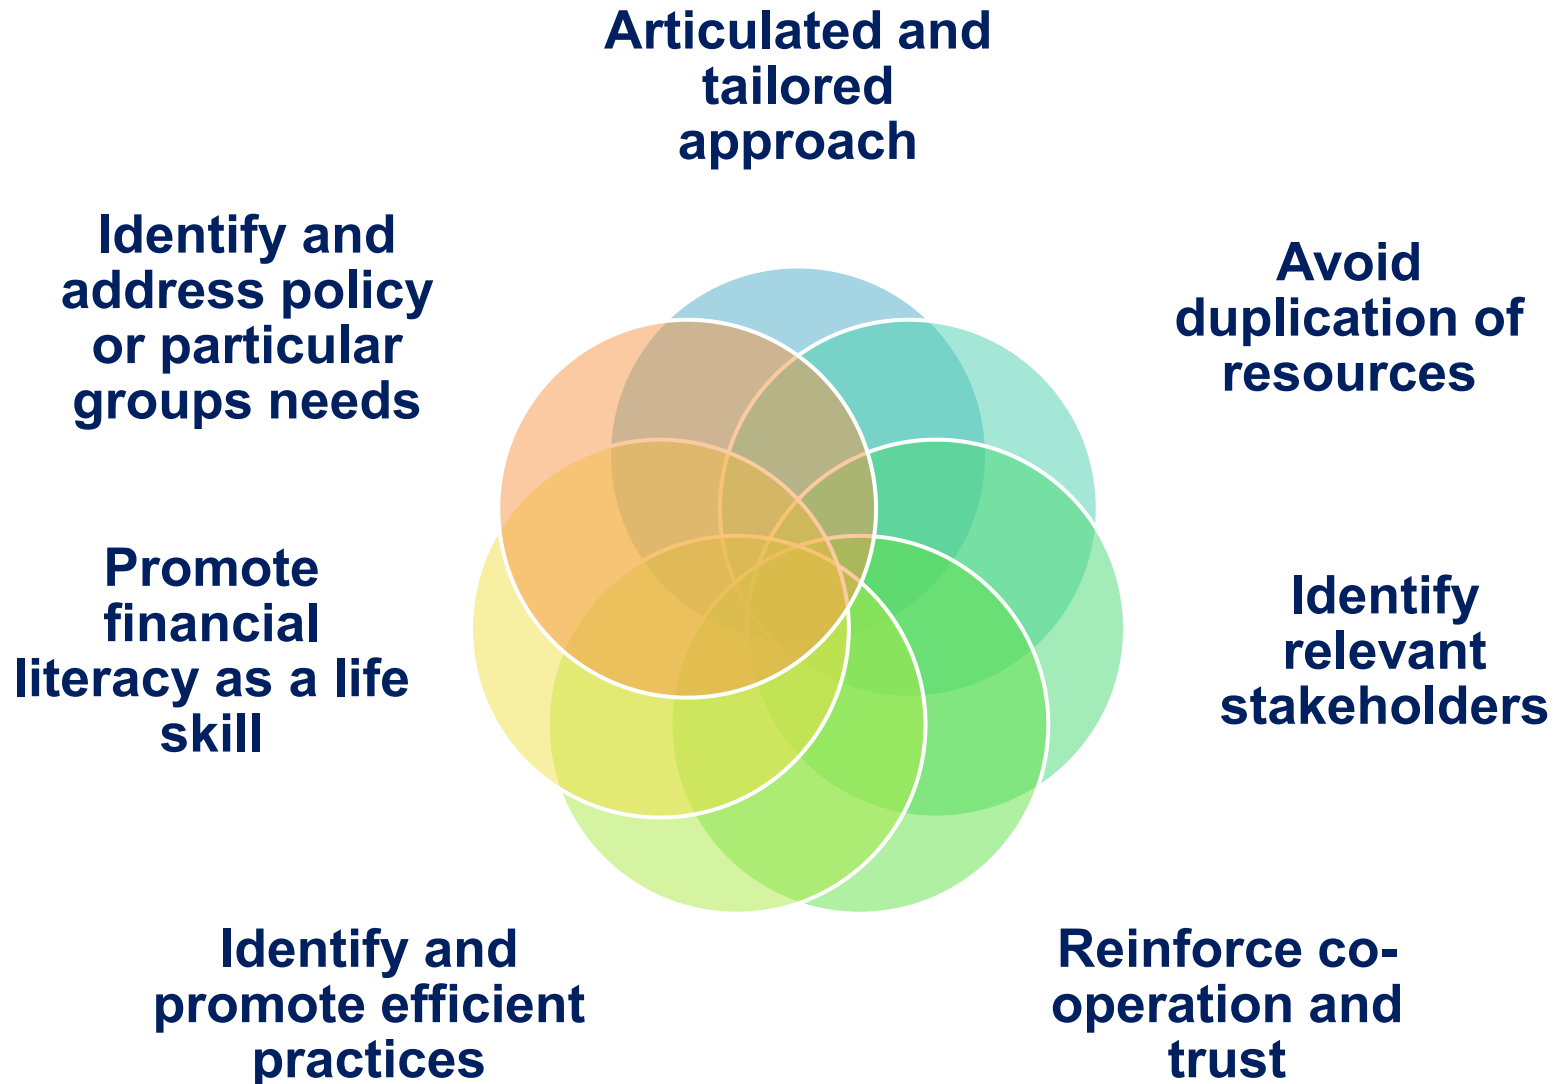 Articulated and
tailored
approach
Identify and
address policy
or particular
groups needs
Avoid
duplication of
resources
Promote
financial
literacy as a life
skill
Identify
relevant
stakeholders
Identify and
promote efficient
practices
Reinforce co-
operation and
trust